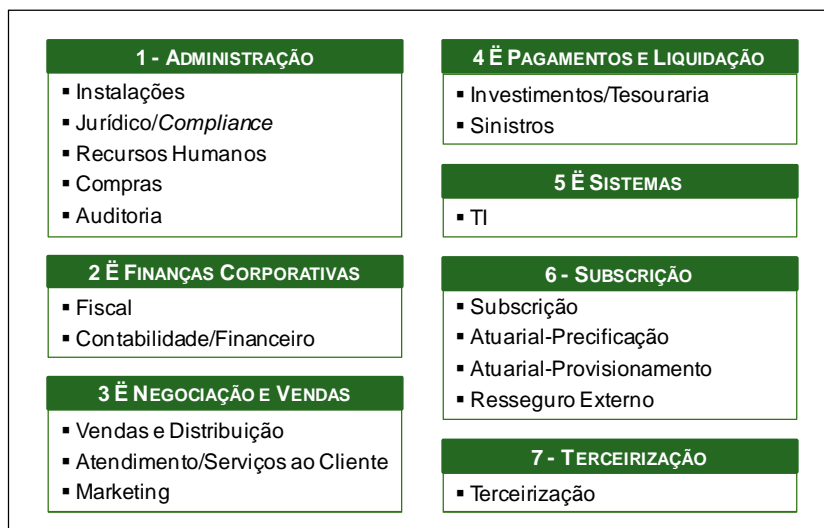 1 - ADMINISTRAÇÃO
▪ Instalações
▪ Jurídico/Compliance
▪ Recursos Humanos
▪ Compras
▪ Auditoria
2 Ë FINANÇAS CORPORATIVAS
▪ Fiscal
▪ Contabilidade/Financeiro
3 Ë NEGOCIAÇÃO E VENDAS
▪ Vendas e Distribuição
▪ Atendimento/Serviços ao Cliente
▪ Marketing
4 Ë PAGAMENTOS E LIQUIDAÇÃO
▪ Investimentos/Tesouraria
▪ Sinistros
5 Ë SISTEMAS
▪ TI
6 - SUBSCRIÇÃO
▪ Subscrição
▪ Atuarial-Precificação
▪ Atuarial-Provisionamento
▪ Resseguro Externo
7 - TERCEIRIZAÇÃO
▪ Terceirização